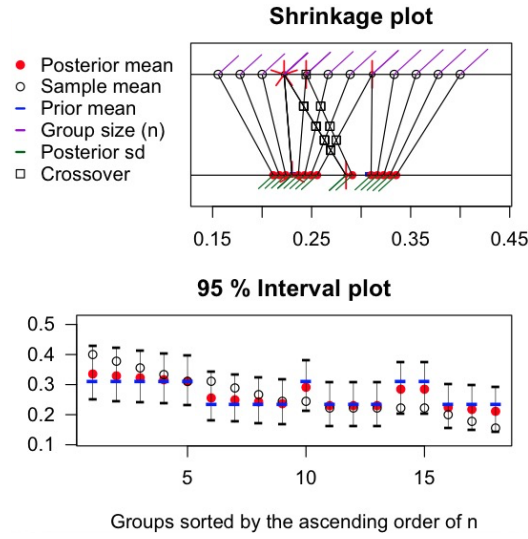 Shrinkage plot
Posterior mean
Sample mean
Prior mean
Group size (n)
Posterior sd
Crossover
0.15 0.25 0.35 0.45
95 % Interval plot
0.5
0.4
0.3
0.2
0.1
5 10 15
Groups sorted by the ascending order of n